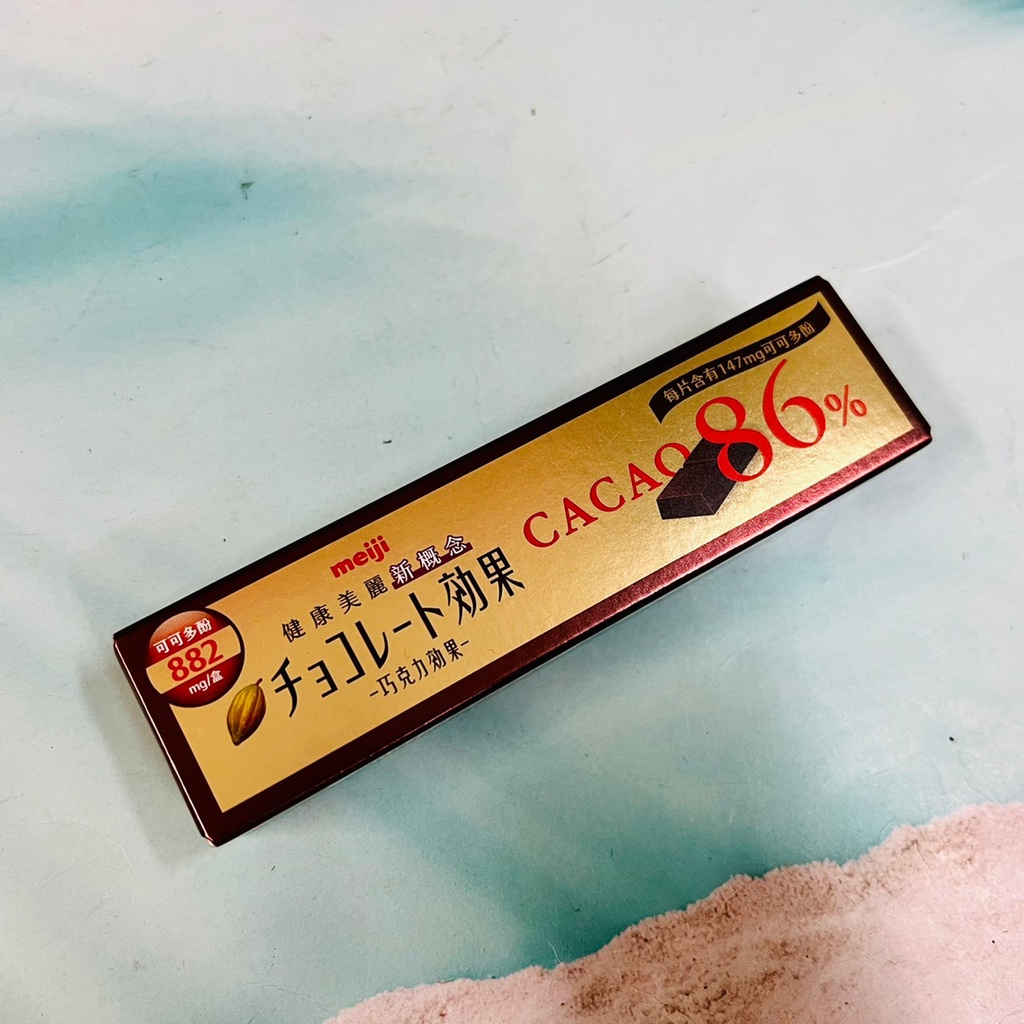 meiji
健康美麗新概念
チョコレート効果
-巧克力効果-
可可多酚
882
mg/盒
每片含有147mg可可多酚
CACAO 86%